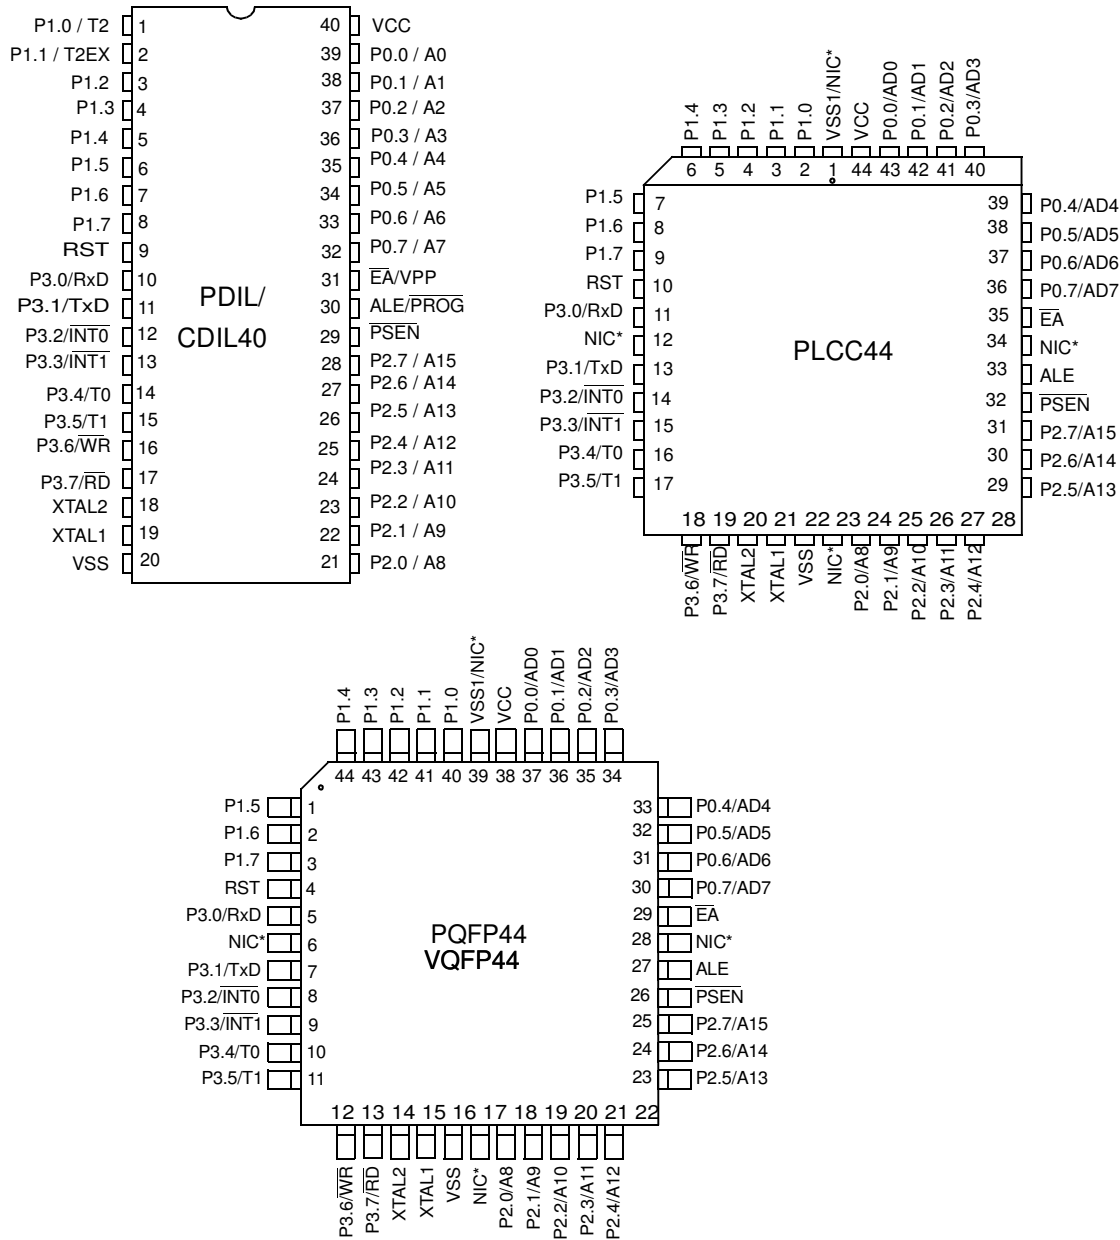 P1.0 / T2 1 40 VCC
P1.1 / T2EX 2 39 P0.0 / A0
P1.2 3 38 P0.1 / A1
P1.3 4 37 P0.2 / A2
P1.4 5 36 P0.3 / A3
P1.5 6 35 P0.4 / A4
P1.6 7 34 P0.5 / A5
P1.7 8 33 P0.6 / A6
RST 9 32 P0.7 / A7
P3.0/RxD 10 31 EA/VPP
P3.1/TxD 11 30 ALE/PROG
P3.2/INT0 12 29 PSEN
P3.3/INT1 13 28 P2.7 / A15
P3.4/T0 14 27 P2.6 / A14
P3.5/T1 15 26 P2.5 / A13
P3.6/WR 16 25 P2.4 / A12
P3.7/RD 17 24 P2.3 / A11
XTAL2 18 23 P2.2 / A10
XTAL1 19 22 P2.1 / A9
VSS 20 21 P2.0 / A8
PDIL/
CDIL40
P1.4 P1.3 P1.2 P1.1 P1.0 VSS1/NIC* VCC P0.0/AD0 P0.1/AD1 P0.2/AD2 P0.3/AD3
6 5 4 3 2 1 44 43 42 41 40
P1.5 7 39 P0.4/AD4
P1.6 8 38 P0.5/AD5
P1.7 9 37 P0.6/AD6
RST 10 36 P0.7/AD7
P3.0/RxD 11 35 EA
NIC* 12 34 NIC*
P3.1/TxD 13 33 ALE
P3.2/INT0 14 32 PSEN
P3.3/INT1 15 31 P2.7/A15
P3.4/T0 16 30 P2.6/A14
P3.5/T1 17 29 P2.5/A13
PLCC44
18 19 20 21 22 23 24 25 26 27 28
P3.6/WR P3.7/RD XTAL2 XTAL1 VSS NIC* P2.0/A8 P2.1/A9 P2.2/A10 P2.3/A11 P2.4/A12
P1.4 P1.3 P1.2 P1.1 P1.0 VSS1/NIC* VCC P0.0/AD0 P0.1/AD1 P0.2/AD2 P0.3/AD3
44 43 42 41 40 39 38 37 36 35 34
P1.5 1 33 P0.4/AD4
P1.6 2 32 P0.5/AD5
P1.7 3 31 P0.6/AD6
RST 4 30 P0.7/AD7
P3.0/RxD 5 29 EA
NIC* 6 28 NIC*
P3.1/TxD 7 27 ALE
P3.2/INT0 8 26 PSEN
P3.3/INT1 9 25 P2.7/A15
P3.4/T0 10 24 P2.6/A14
P3.5/T1 11 23 P2.5/A13
PQFP44
VQFP44
12 13 14 15 16 17 18 19 20 21 22
P3.6/WR P3.7/RD XTAL2 XTAL1 VSS NIC* P2.0/A8 P2.1/A9 P2.2/A10 P2.3/A11 P2.4/A12